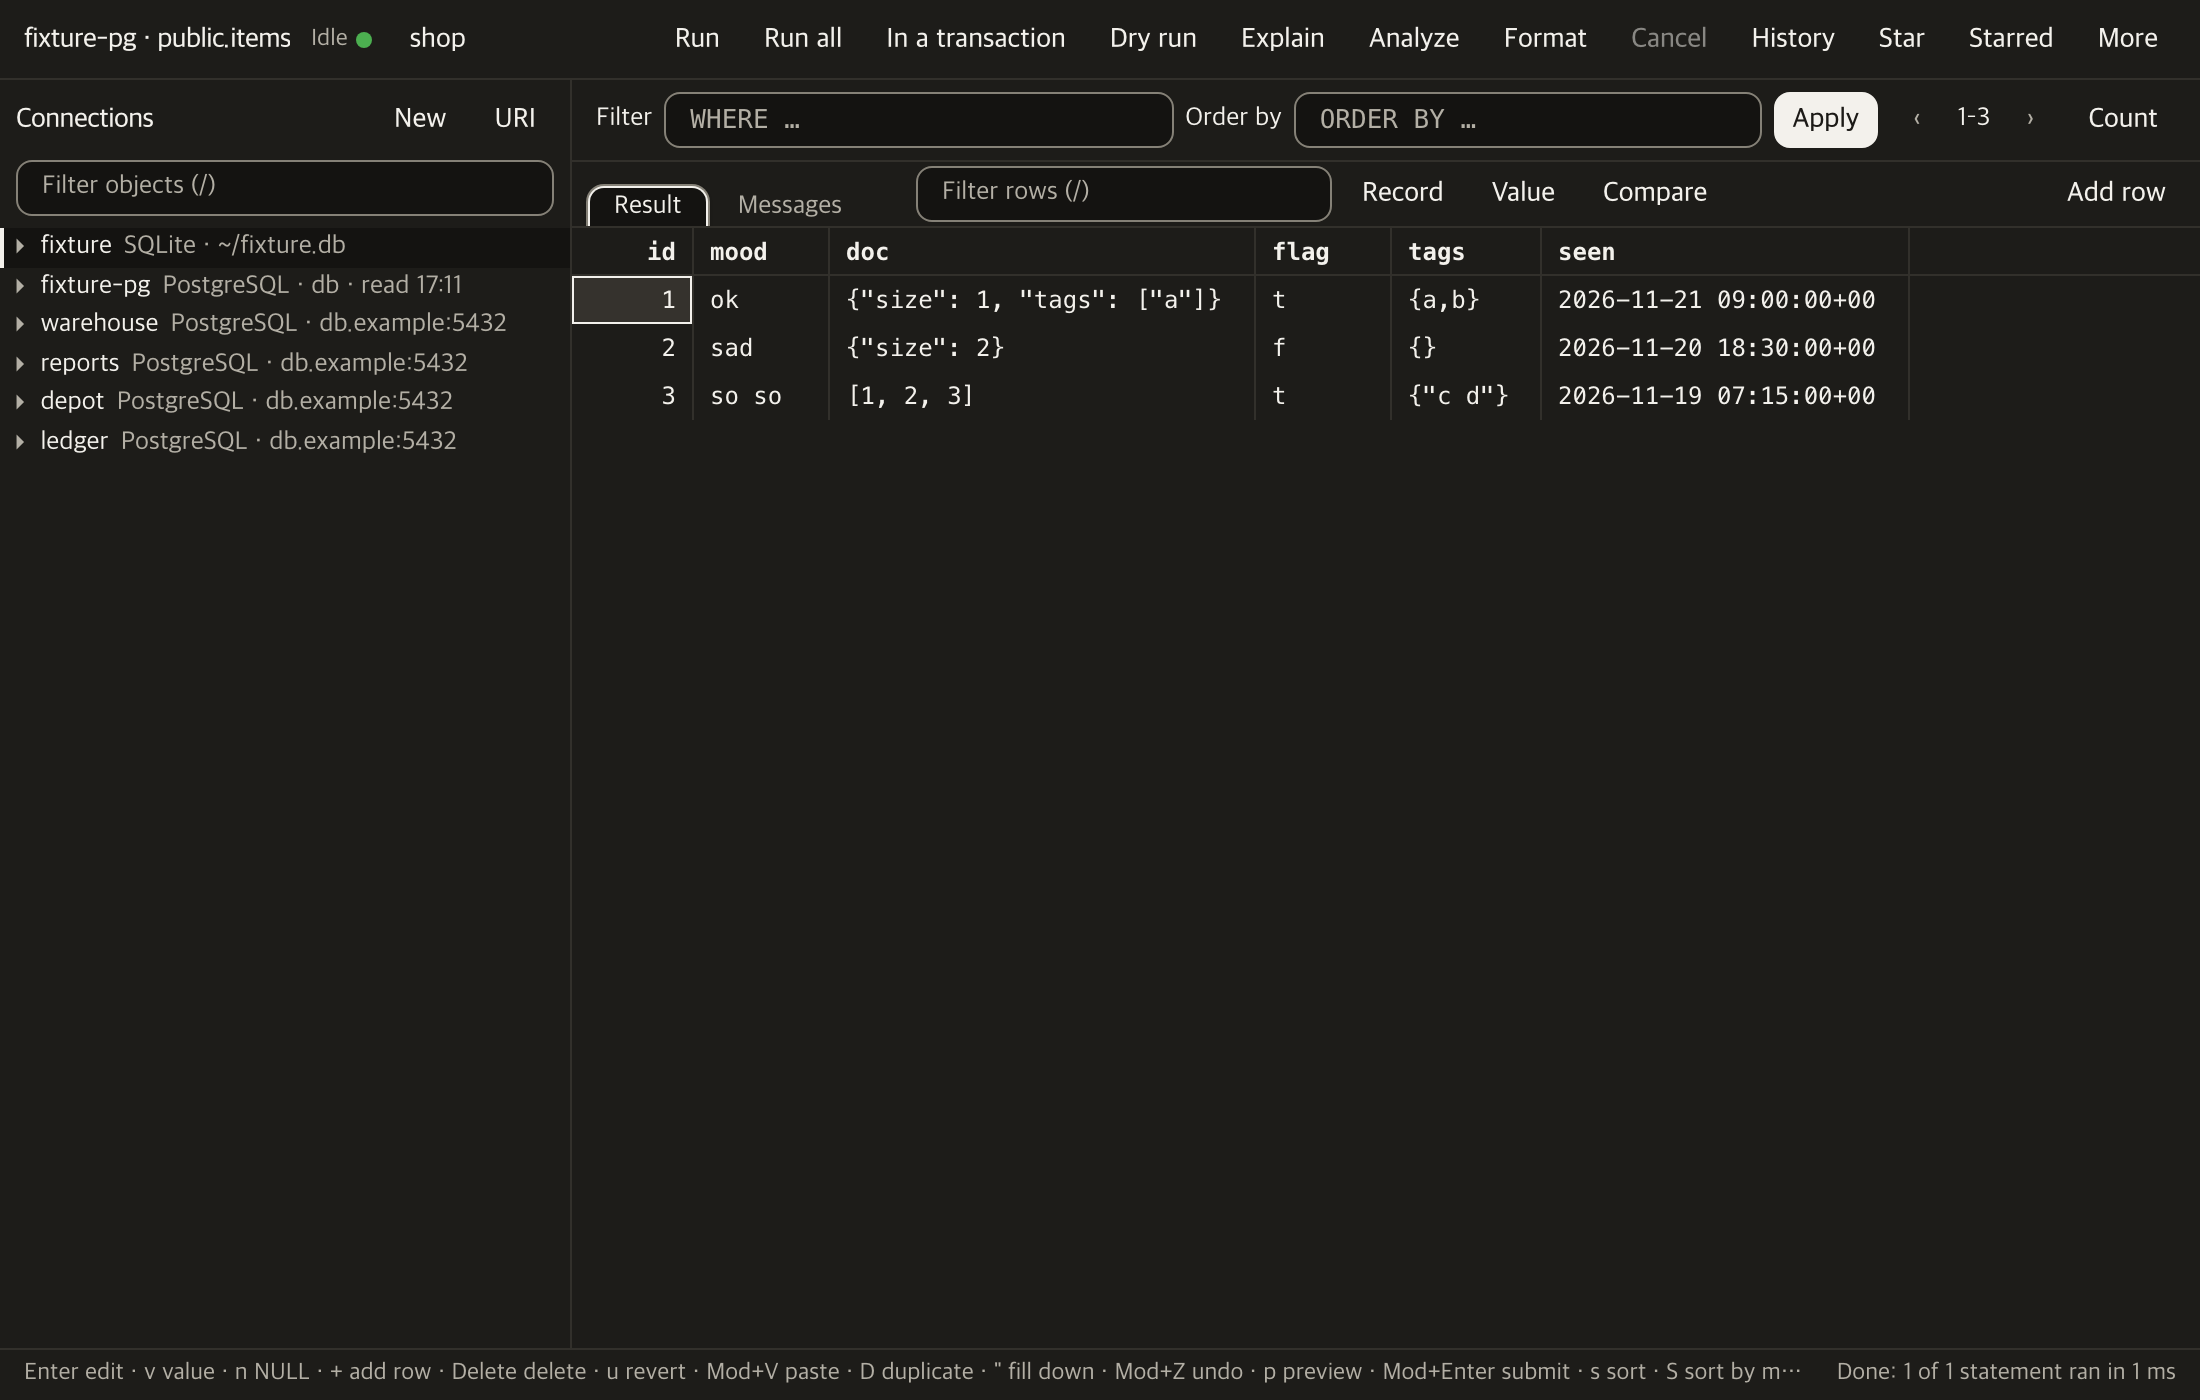 fixture-pg · public.items Idle shop Run Run all In a transaction Dry run Explain Analyze Format Cancel History Star Starred More
Connections New URI
Filter objects (/)
fixture SQLite · ~/fixture.db
fixture-pg PostgreSQL · db · read 17:11
warehouse PostgreSQL · db.example:5432
reports PostgreSQL · db.example:5432
depot PostgreSQL · db.example:5432
ledger PostgreSQL · db.example:5432
Filter WHERE … Order by ORDER BY … Apply ‹ 1-3 › Count
Result Messages Filter rows (/) Record Value Compare Add row
id mood doc flag tags seen
1 ok {"size": 1, "tags": ["a"]} t {a,b} 2026-11-21 09:00:00+00
2 sad {"size": 2} f {} 2026-11-20 18:30:00+00
3 so so [1, 2, 3] t {"c d"} 2026-11-19 07:15:00+00
Enter edit · v value · n NULL · + add row · Delete delete · u revert · Mod+V paste · D duplicate · " fill down · Mod+Z undo · p preview · Mod+Enter submit · s sort · S sort by m… Done: 1 of 1 statement ran in 1 ms